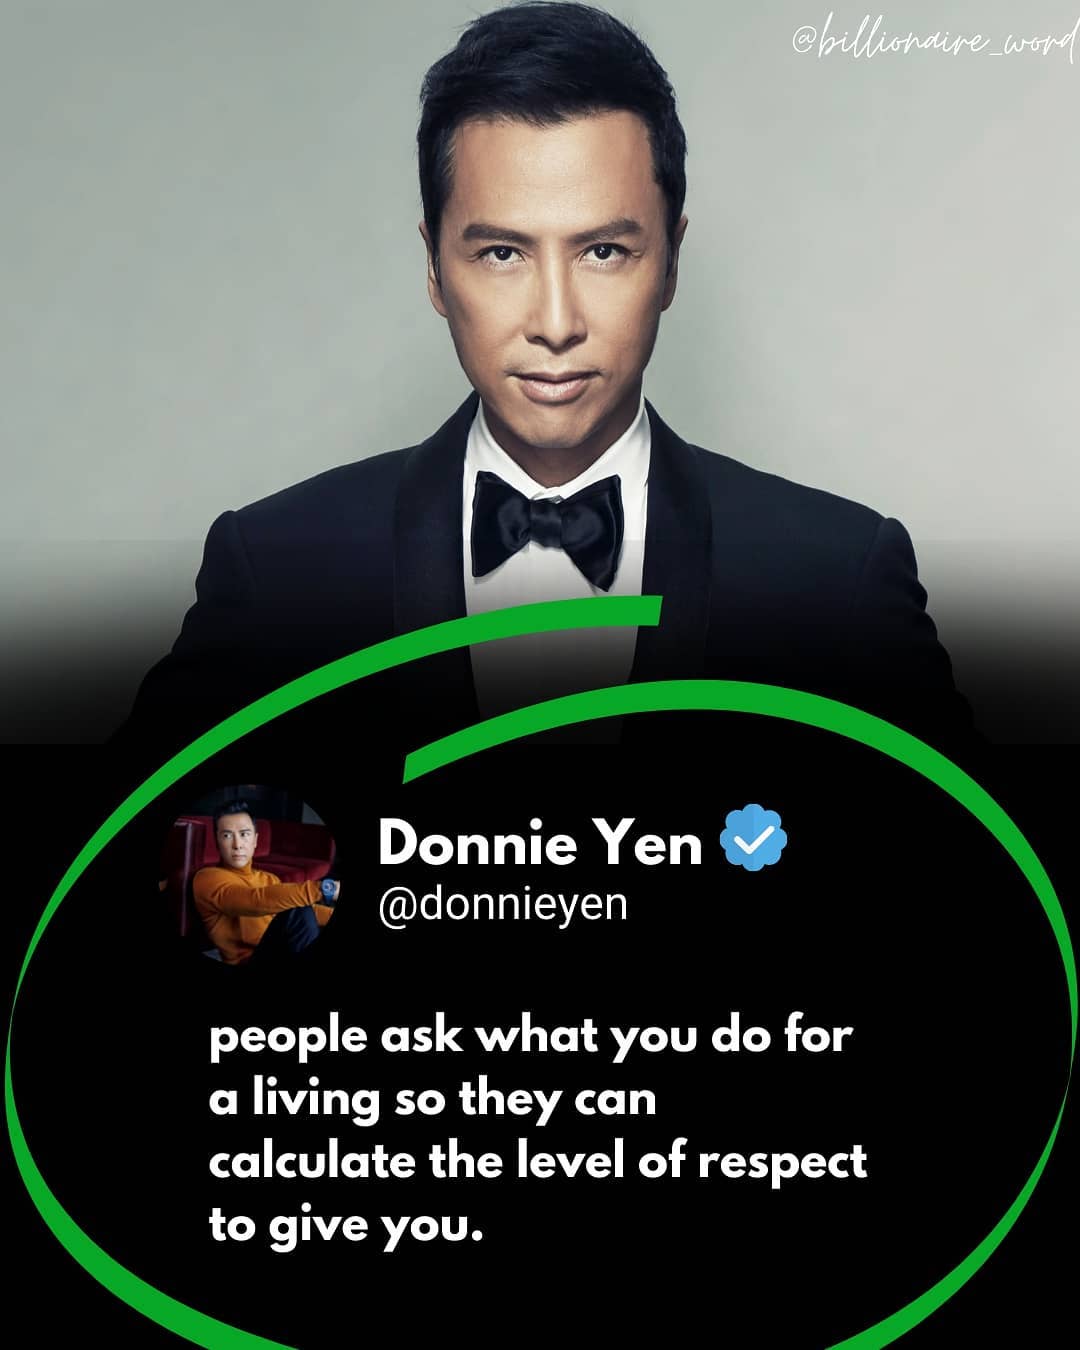 @billionaire_word
Donnie Yen
@donnieyen
people ask what you do for
a living so they can
calculate the level of respect
to give you.